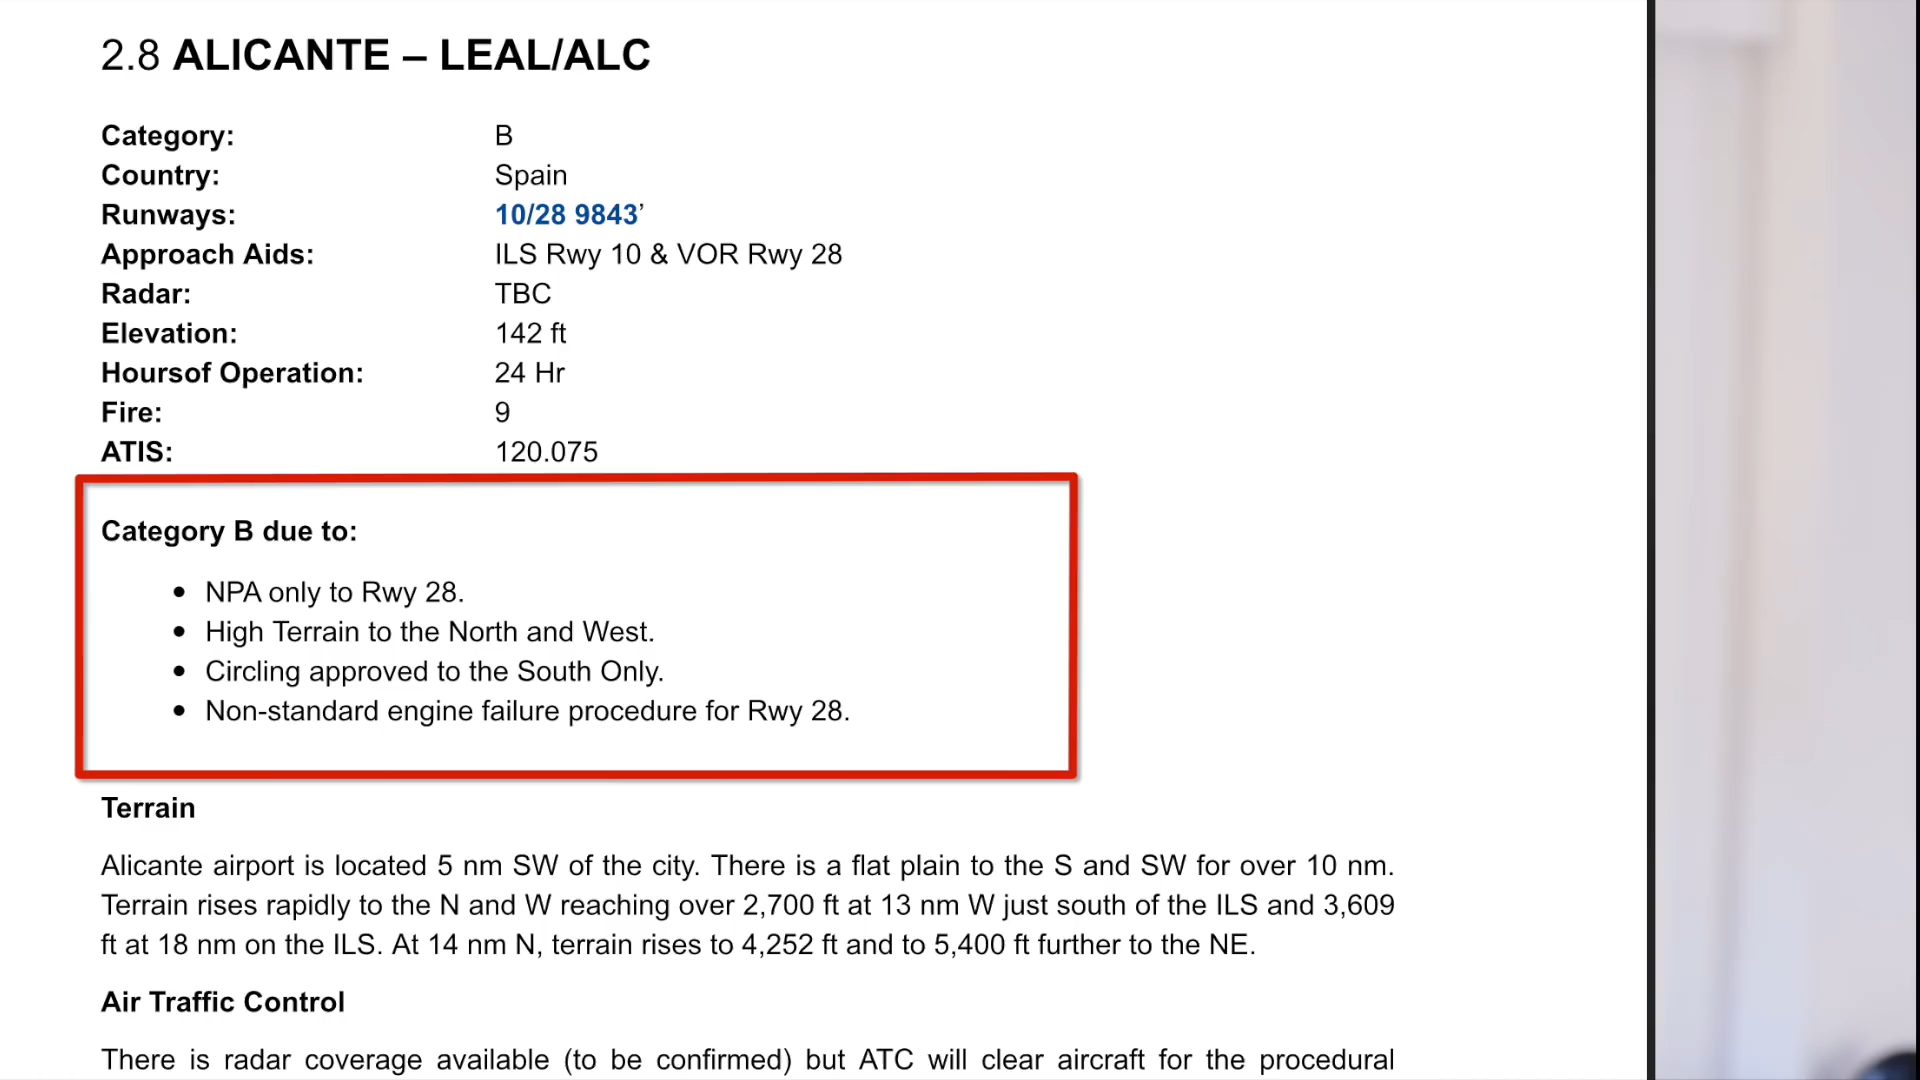 2.8 ALICANTE – LEAL/ALC
Category: B
Country: Spain
Runways: 10/28 9843’
Approach Aids: ILS Rwy 10 & VOR Rwy 28
Radar: TBC
Elevation: 142 ft
Hoursof Operation: 24 Hr
Fire: 9
ATIS: 120.075
Category B due to:
• NPA only to Rwy 28.
• High Terrain to the North and West.
• Circling approved to the South Only.
• Non-standard engine failure procedure for Rwy 28.
Terrain
Alicante airport is located 5 nm SW of the city. There is a flat plain to the S and SW for over 10 nm.
Terrain rises rapidly to the N and W reaching over 2,700 ft at 13 nm W just south of the ILS and 3,609
ft at 18 nm on the ILS. At 14 nm N, terrain rises to 4,252 ft and to 5,400 ft further to the NE.
Air Traffic Control
There is radar coverage available (to be confirmed) but ATC will clear aircraft for the procedural